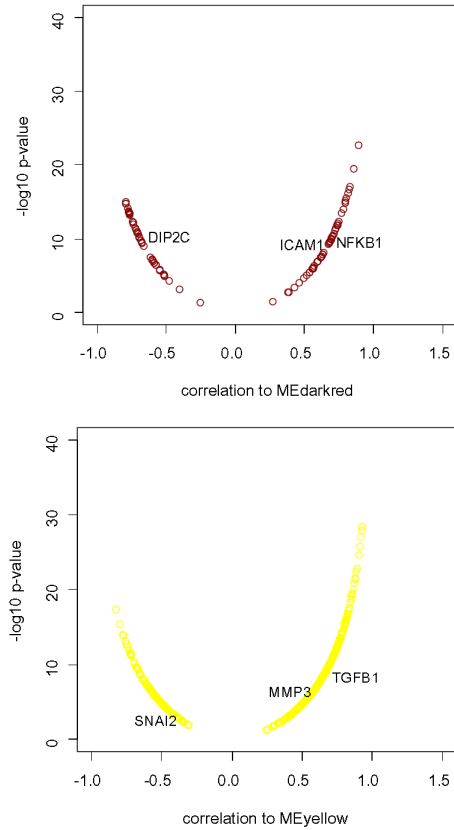 40
30
20
10
0
-log10 p-value
DIP2C
ICAM1
NFKB1
-1.0 -0.5 0.0 0.5 1.0 1.5
correlation to MEdarkred
40
30
20
10
0
-log10 p-value
TGFB1
MMP3
SNAI2
-1.0 -0.5 0.0 0.5 1.0 1.5
correlation to MEyellow